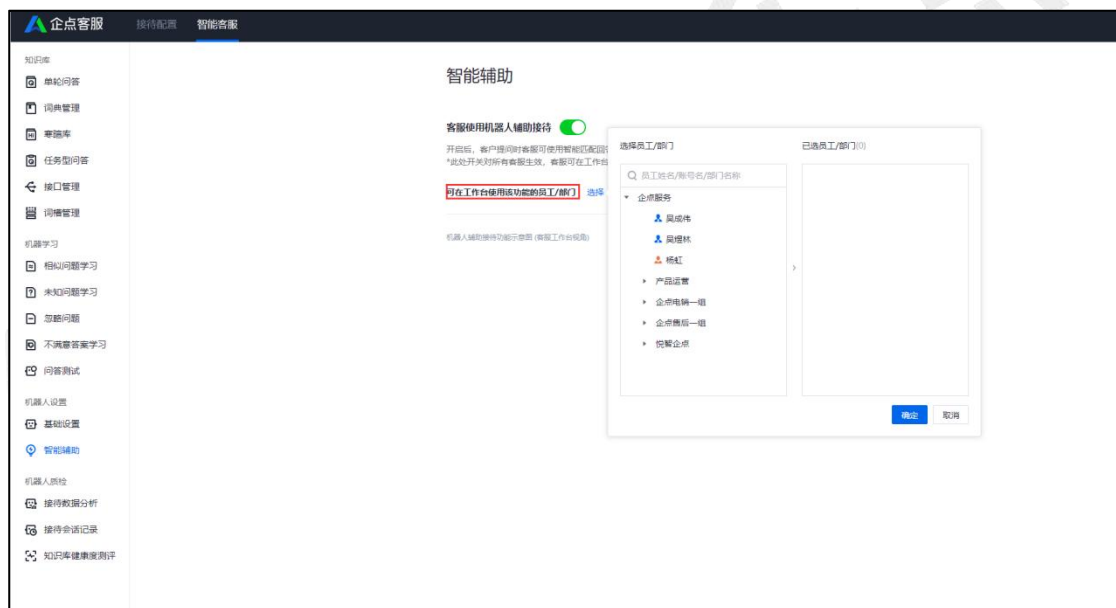 企点客服
接待配置
智能客服
知识库
单轮问答
词典管理
寒暄库
任务型问答
接口管理
词槽管理
机器学习
相似问题学习
未知问题学习
忽略问题
不满意答案学习
问答测试
机器人设置
基础设置
智能辅助
机器人质检
接待数据分析
接待会话记录
知识库健康度测评
智能辅助
客服使用机器人辅助接待
开启后，客户提问时客服可使用智能匹配回答
*此处开关对所有客服生效，客服可在工作台
可在工作台使用该功能的员工/部门 选择
机器人辅助接待功能示意图 (客服工作台视角)
选择员工/部门
员工姓名/账号名/部门名称
企点服务
吴成伟
吴煜林
杨虹
产品运营
企点电销一组
企点售后一组
悦智企点
已选员工/部门(0)
确定
取消